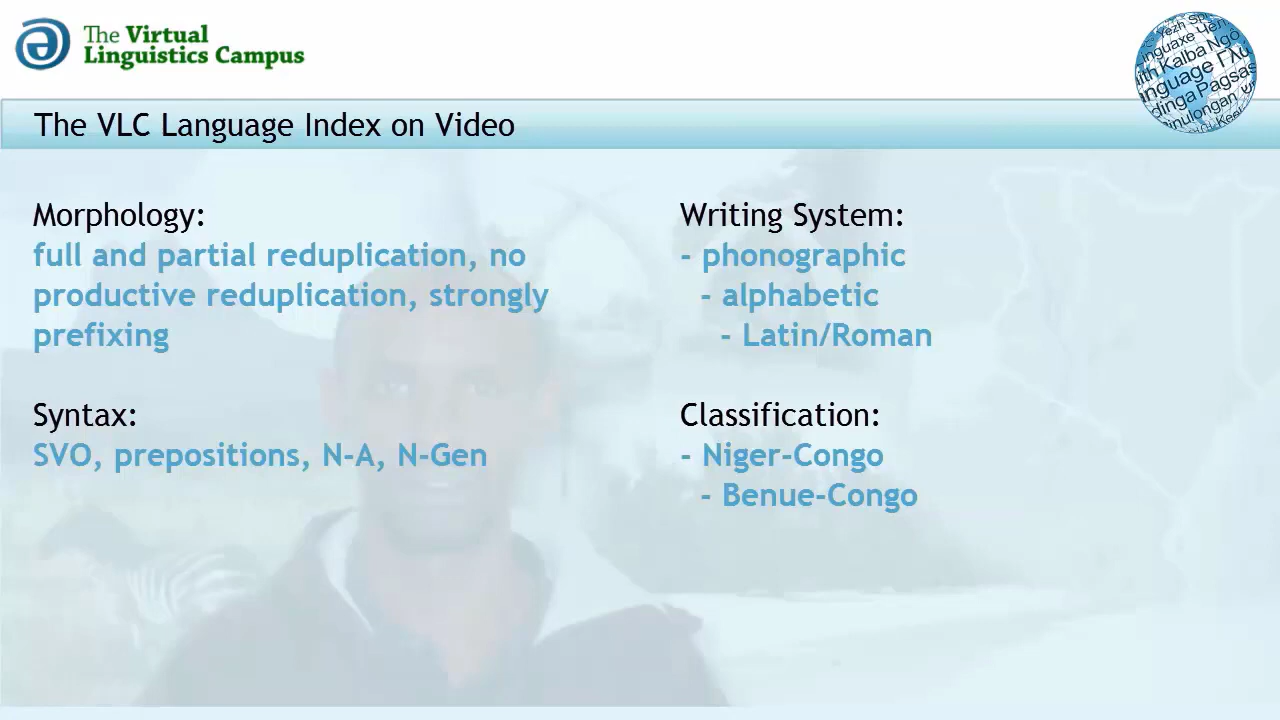 The Virtual
Linguistics Campus
The VLC Language Index on Video
Morphology:
full and partial reduplication, no
productive reduplication, strongly
prefixing
Syntax:
SVO, prepositions, N-A, N-Gen
Writing System:
- phonographic
- alphabetic
- Latin/Roman
Classification:
- Niger-Congo
- Benue-Congo